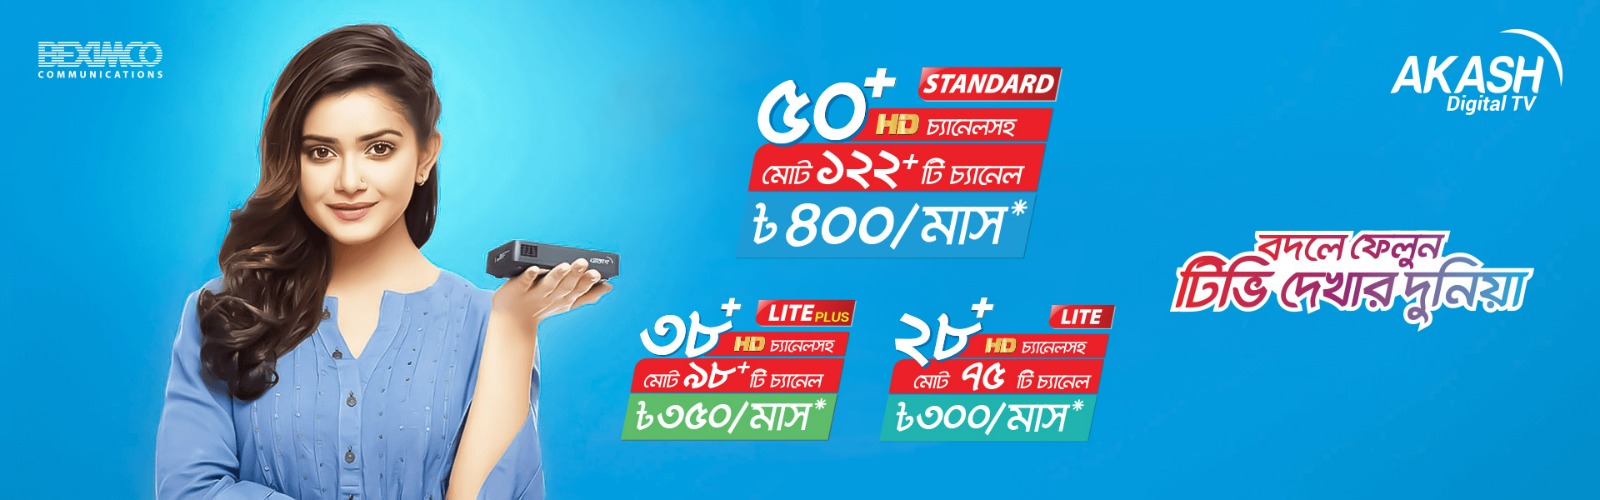 BEXIMCO
COMMUNICATIONS
AKASH
Digital TV
৫০+ STANDARD
HD চ্যানেলসহ
মোট ১২২+ টি চ্যানেল
৳৪০০/মাস*
বদলে ফেলুন
টিভি দেখার দুনিয়া
৩৮+ LITE PLUS
HD চ্যানেলসহ
মোট ৯৮+ টি চ্যানেল
৳৩৫০/মাস*
২৮+ LITE
HD চ্যানেলসহ
মোট ৭৫ টি চ্যানেল
৳৩০০/মাস*